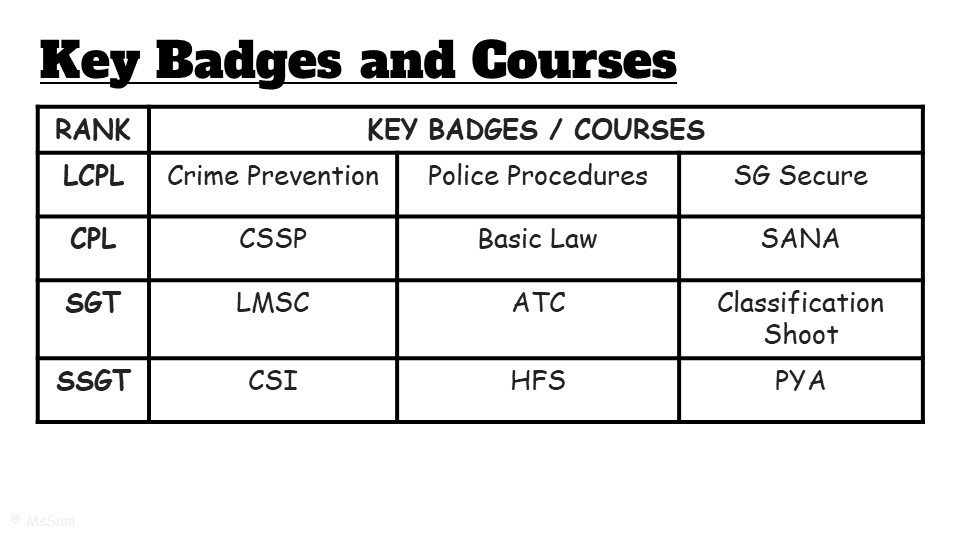 Key Badges and Courses
RANK KEY BADGES / COURSES
LCPL Crime Prevention Police Procedures SG Secure
CPL CSSP Basic Law SANA
SGT LMSC ATC Classification
Shoot
SSGT CSI HFS PYA
© MsSam